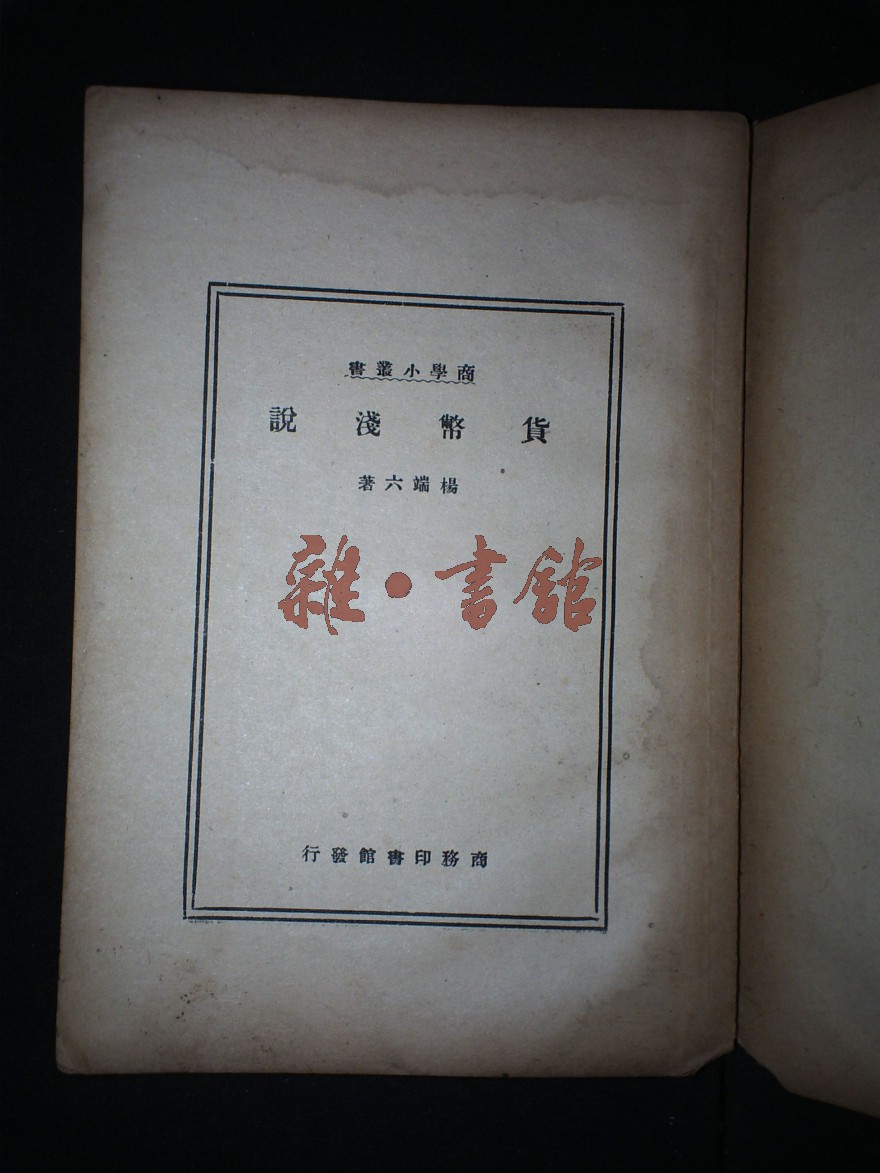 商學小叢書
貨幣淺說
楊端六著
雜·書館
商務印書館發行